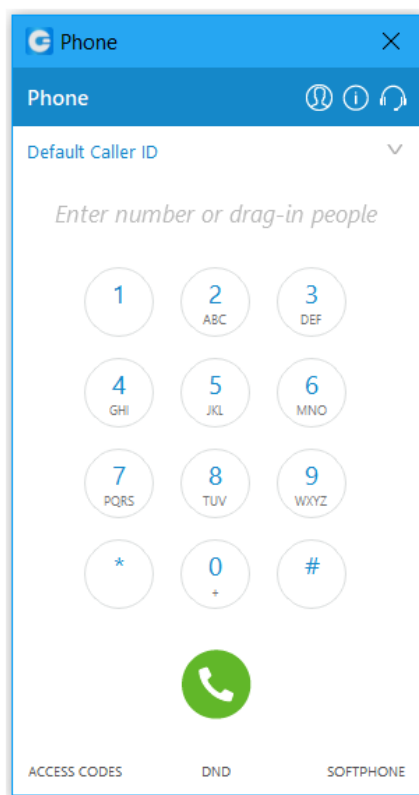 Phone
Phone
Default Caller ID
Enter number or drag-in people
1 2 3
ABC DEF
4 5 6
GHI JKL MNO
7 8 9
PQRS TUV WXYZ
* 0 #
+
ACCESS CODES DND SOFTPHONE